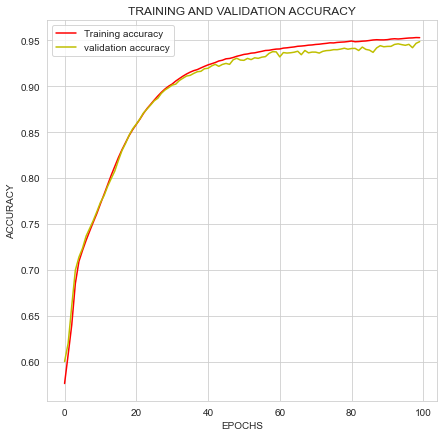 TRAINING AND VALIDATION ACCURACY
Training accuracy
validation accuracy
0.95
0.90
0.85
0.80
0.75
0.70
0.65
0.60
ACCURACY
0 20 40 60 80 100
EPOCHS